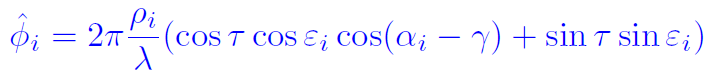 \hat{\phi}_i = 2\pi \frac{\rho_i}{\lambda} (\cos \tau \cos \varepsilon_i \cos(\alpha_i - \gamma) + \sin \tau \sin \varepsilon_i)